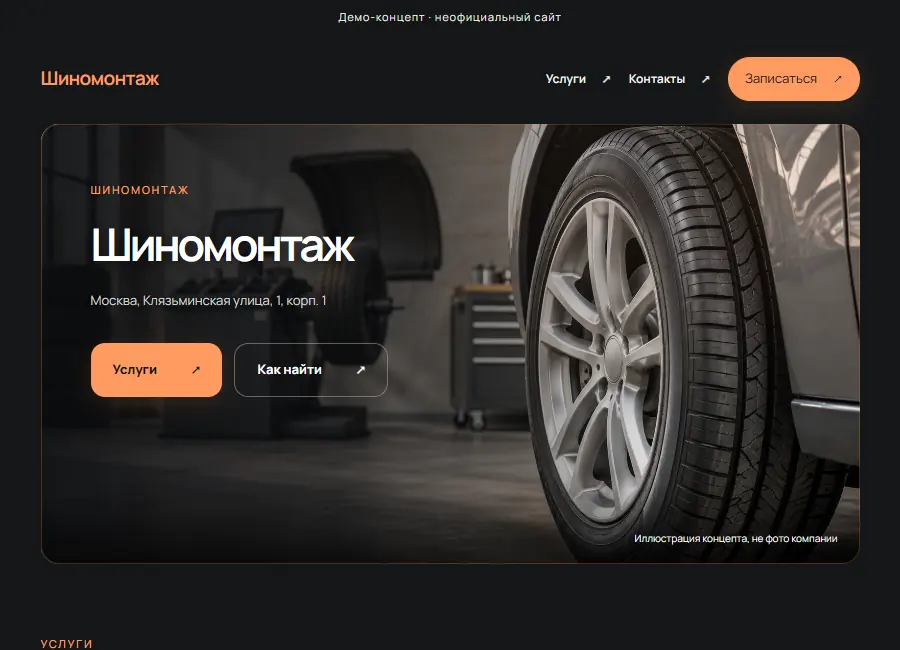 Демо-концепт · неофициальный сайт
Шиномонтаж
Услуги ↗ Контакты ↗ Записаться ↗
ШИНОМОНТАЖ
Шиномонтаж
Москва, Клязьминская улица, 1, корп. 1
Услуги ↗ Как найти ↗
Иллюстрация концепта, не фото компании
УСЛУГИ